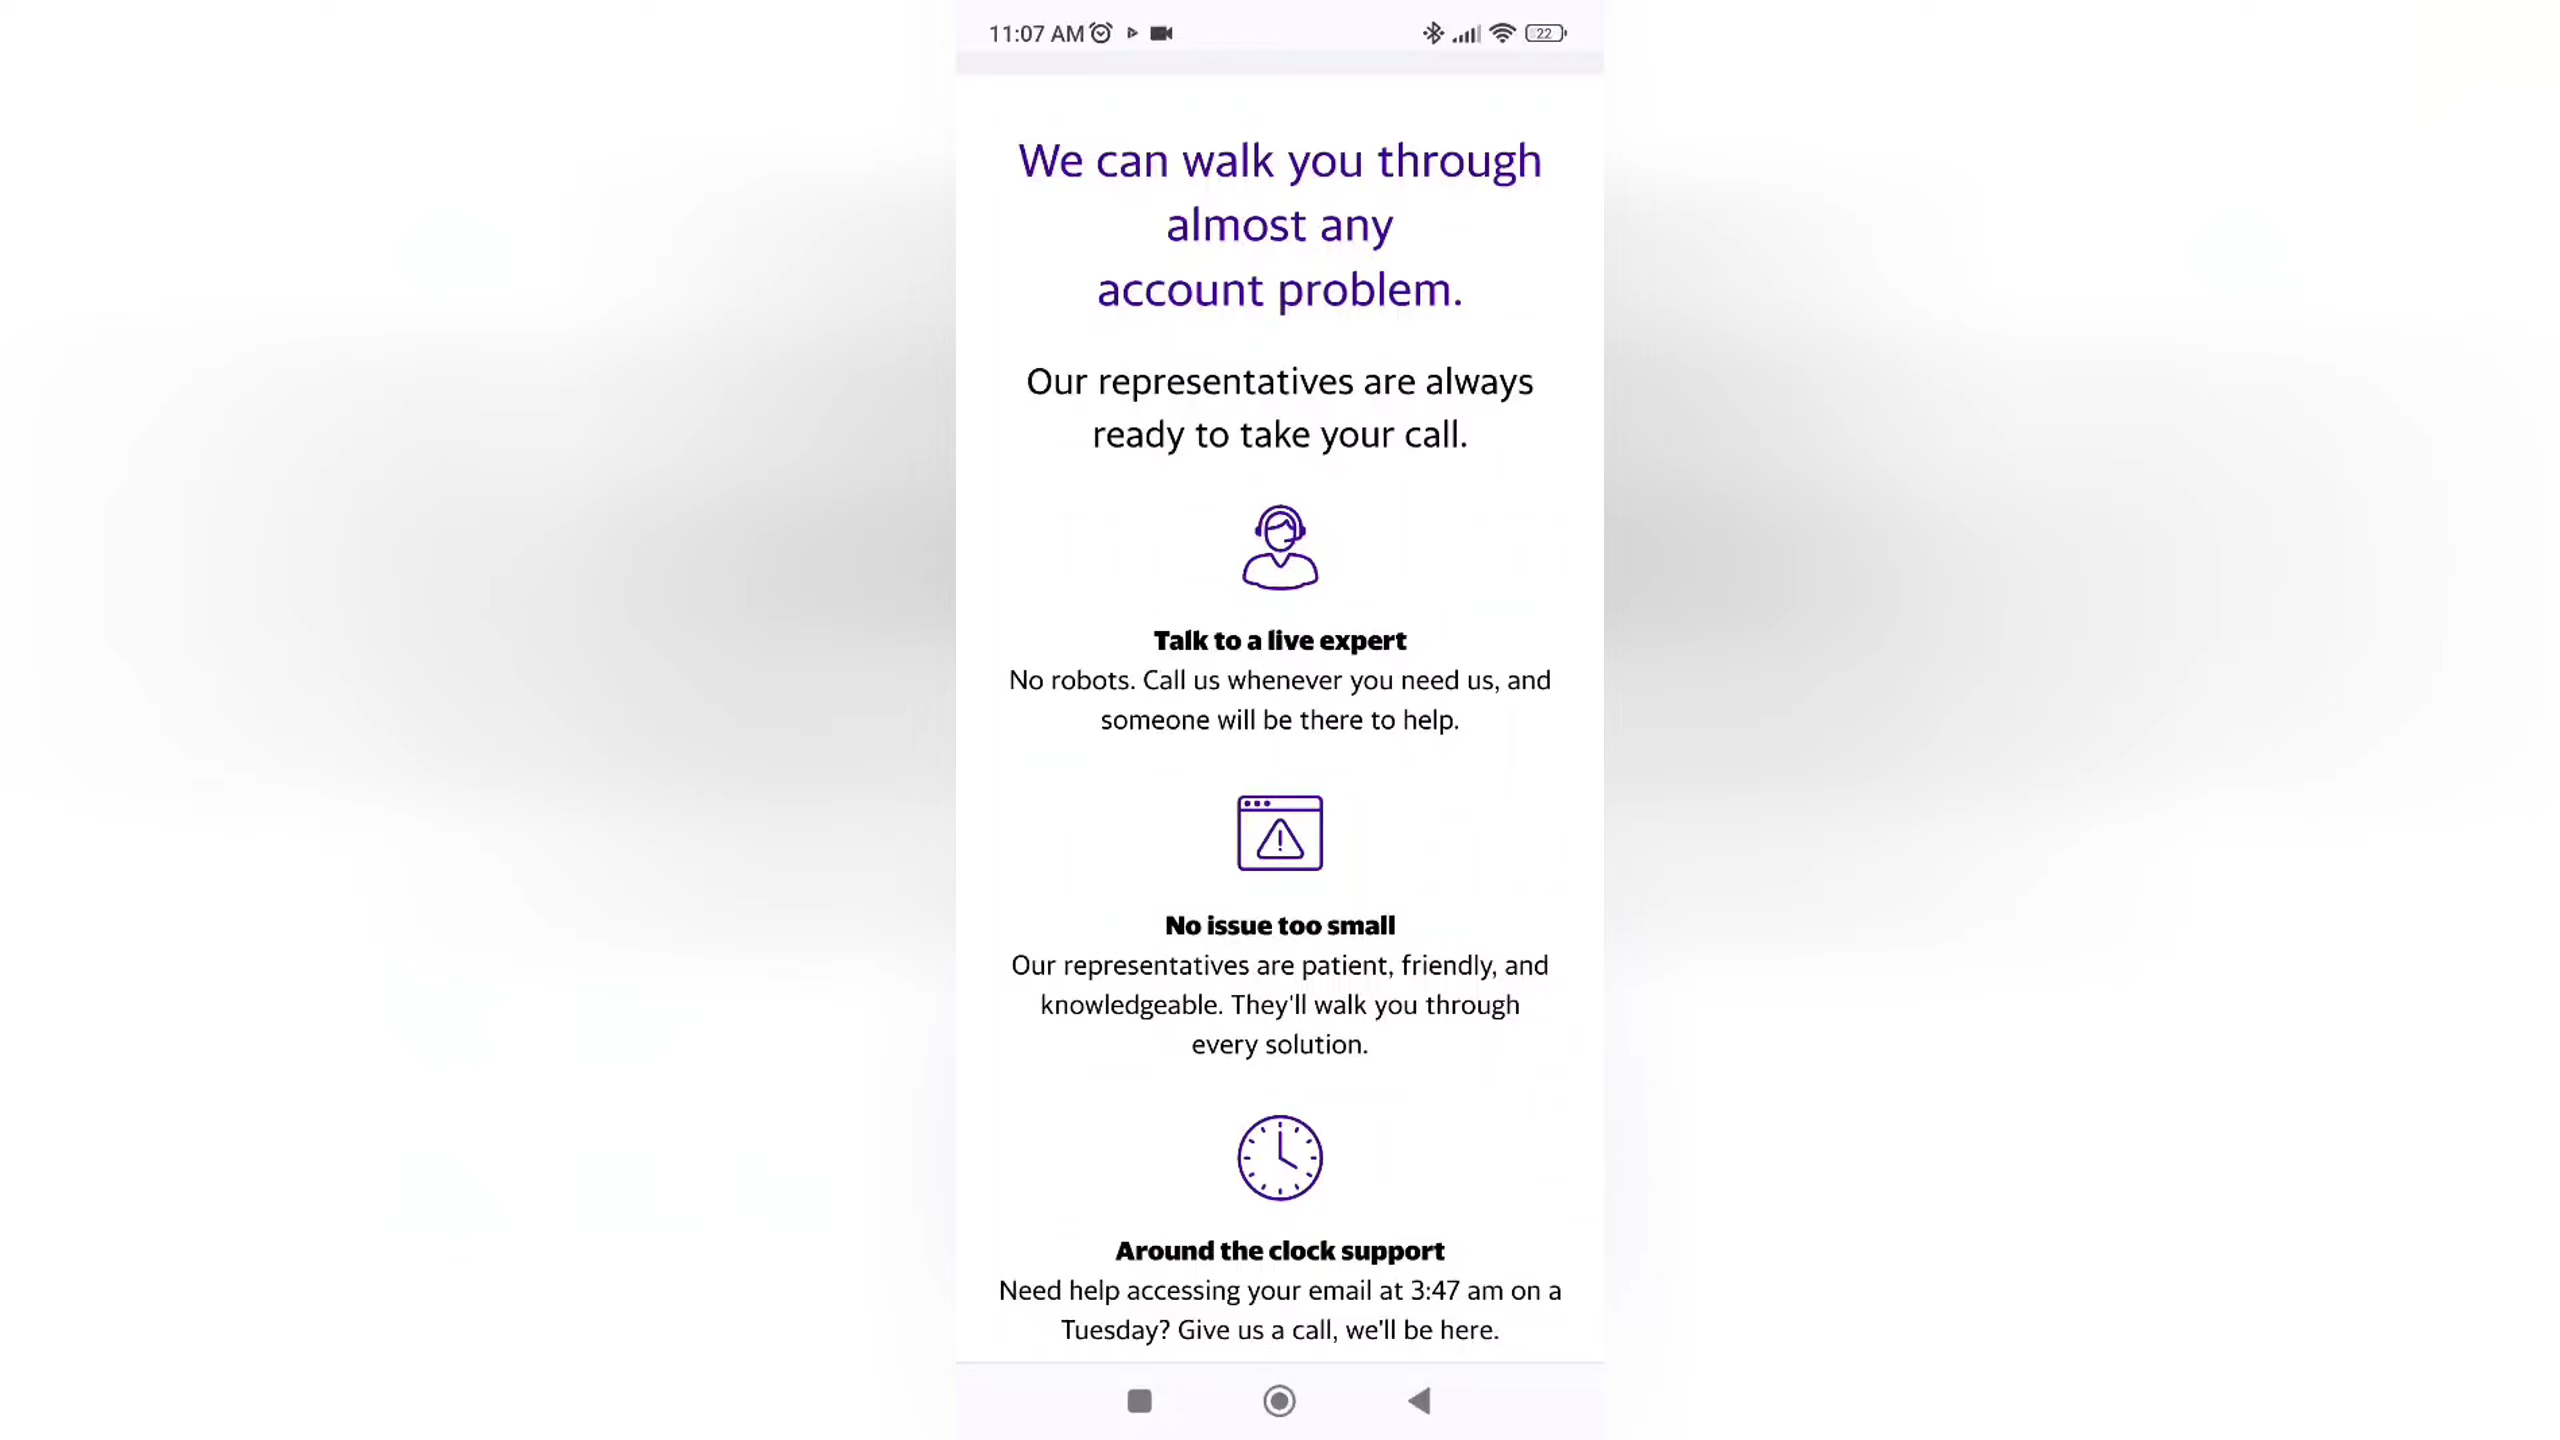 11:07 AM
22
We can walk you through
almost any
account problem.
Our representatives are always
ready to take your call.
Talk to a live expert
No robots. Call us whenever you need us, and
someone will be there to help.
No issue too small
Our representatives are patient, friendly, and
knowledgeable. They'll walk you through
every solution.
Around the clock support
Need help accessing your email at 3:47 am on a
Tuesday? Give us a call, we'll be here.